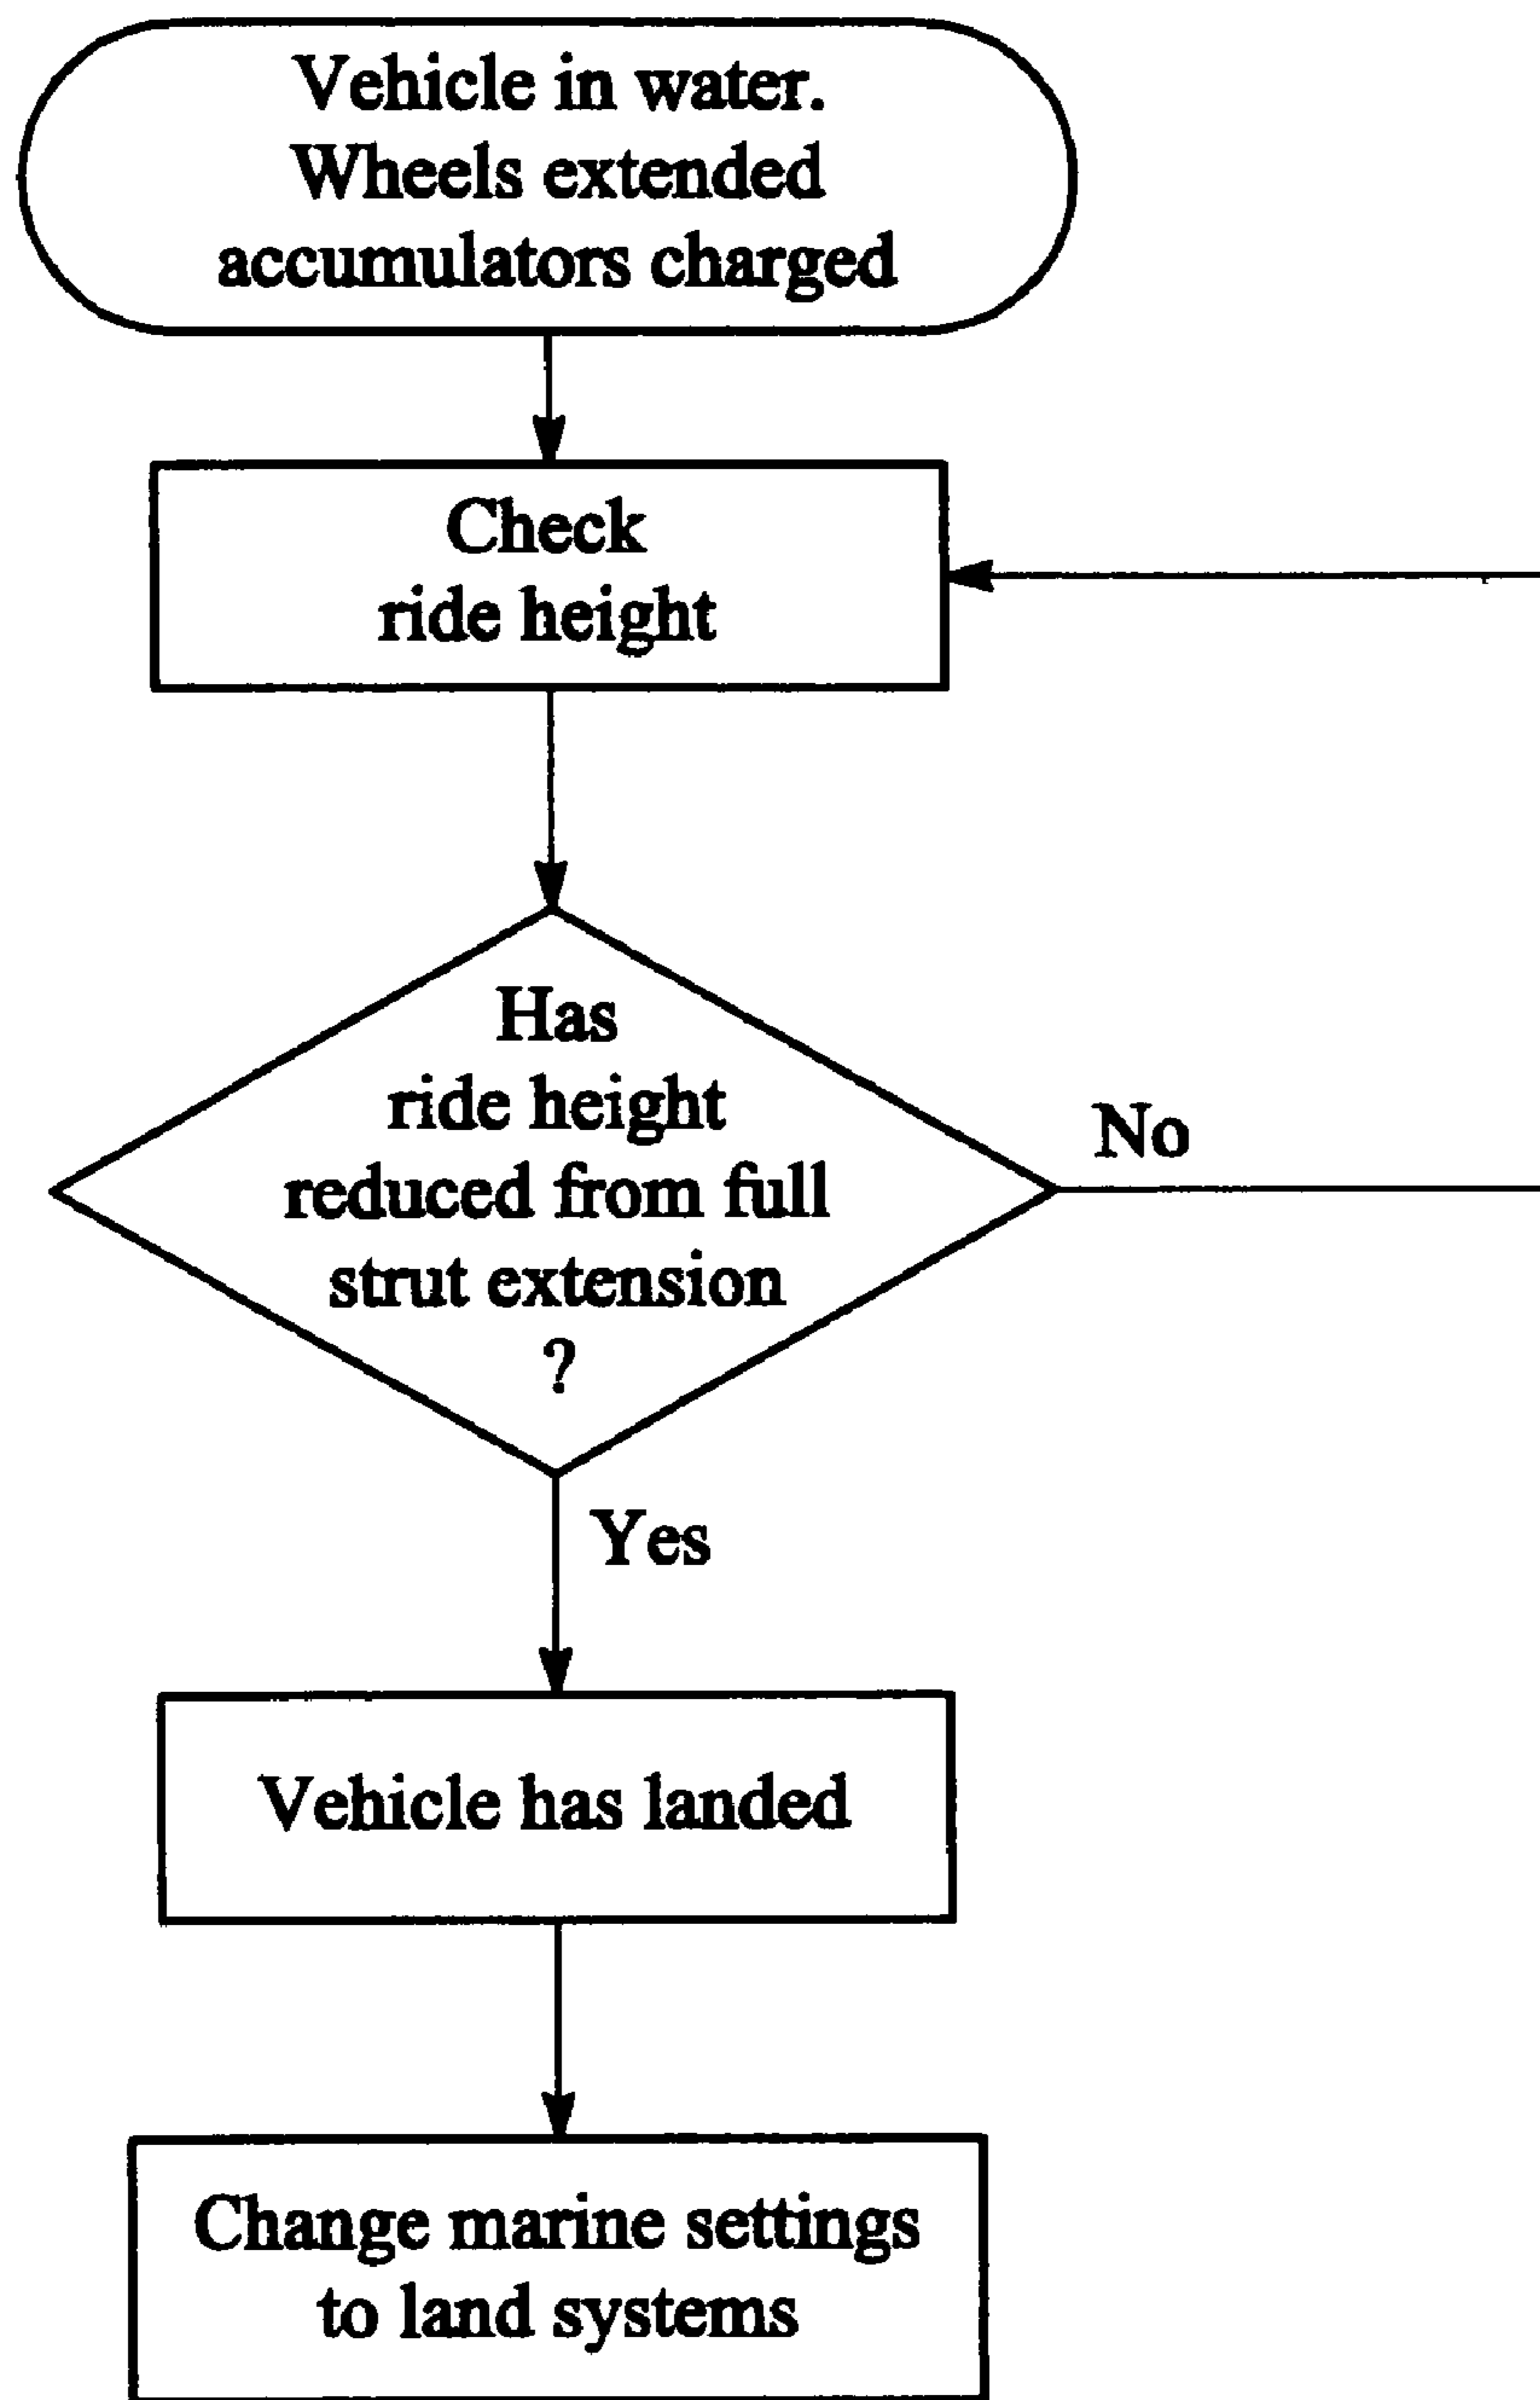 Vehicle in water.
Wheels extended
accumulators charged
Check
ride height
Has
ride height
reduced from full
strut extension
?
No
Yes
Vehicle has landed
Change marine settings
to land systems